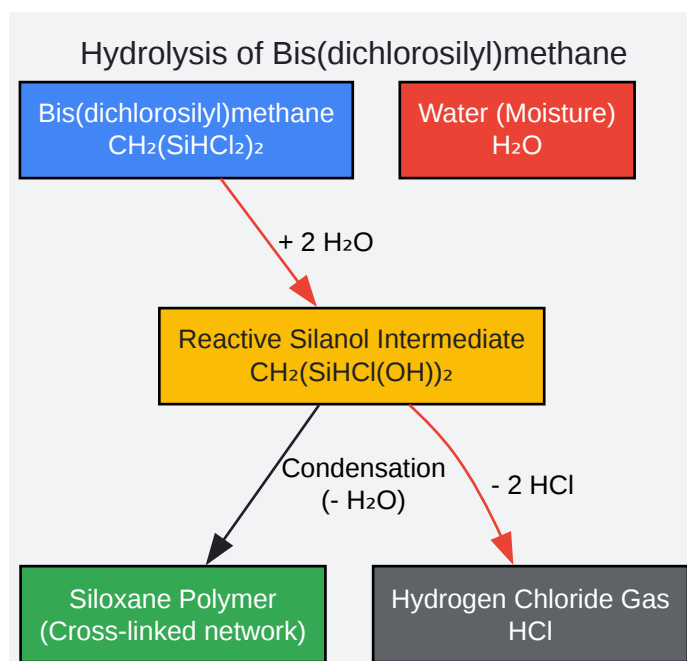 Hydrolysis of Bis(dichlorosilyl)methane
Bis(dichlorosilyl)methane
CH₂(SiHCl₂)₂
Water (Moisture)
H₂O
+ 2 H₂O
Reactive Silanol Intermediate
CH₂(SiHCl(OH))₂
Condensation
(- H₂O)
- 2 HCl
Siloxane Polymer
(Cross-linked network)
Hydrogen Chloride Gas
HCl